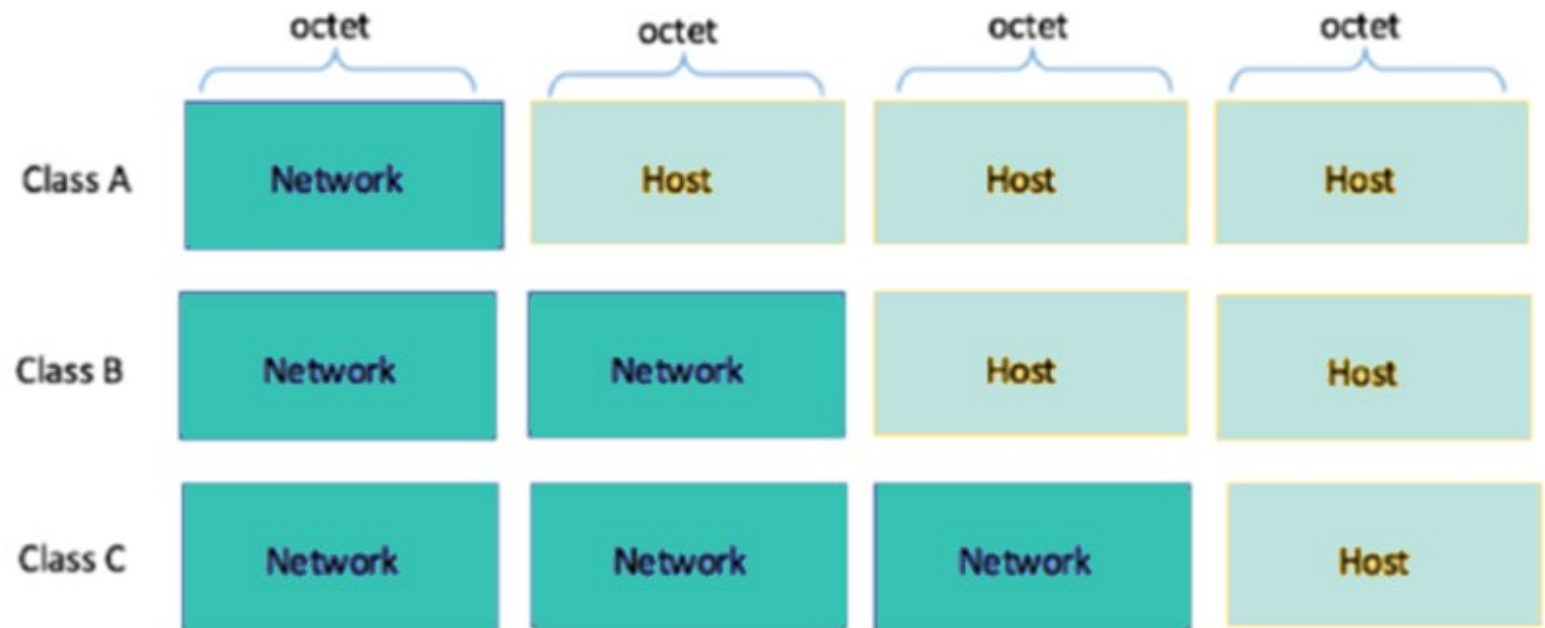 octet octet octet octet
Class A Network Host Host Host
Class B Network Network Host Host
Class C Network Network Network Host